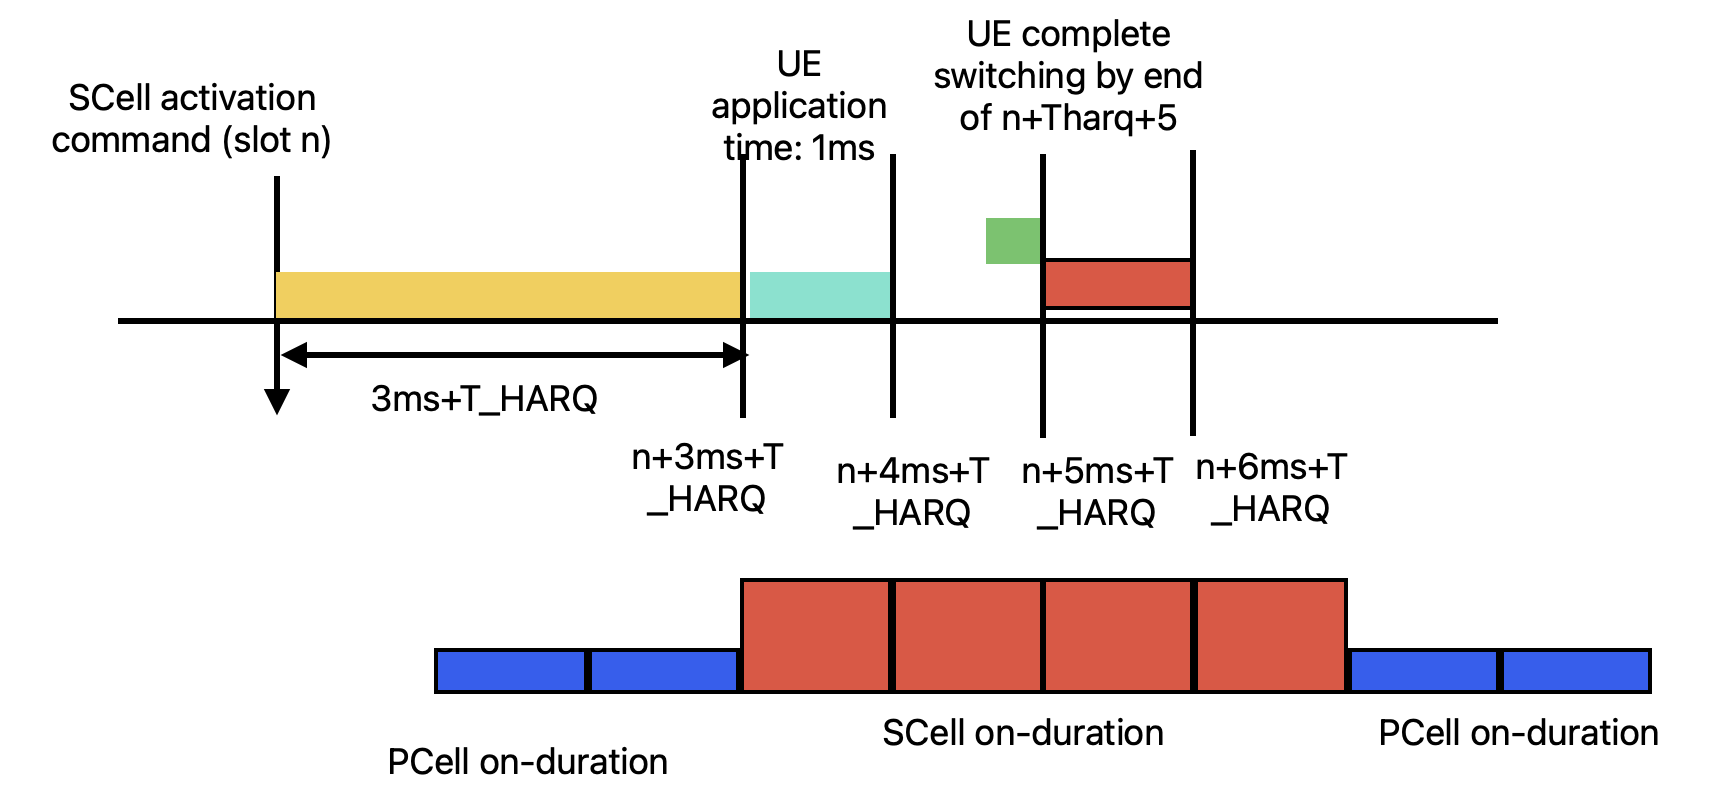 SCell activation
command (slot n)
UE
application
time: 1ms
UE complete
switching by end
of n+Tharq+5
3ms+T_HARQ
n+3ms+T
_HARQ
n+4ms+T
_HARQ
n+5ms+T
_HARQ
n+6ms+T
_HARQ
PCell on-duration
SCell on-duration
PCell on-duration